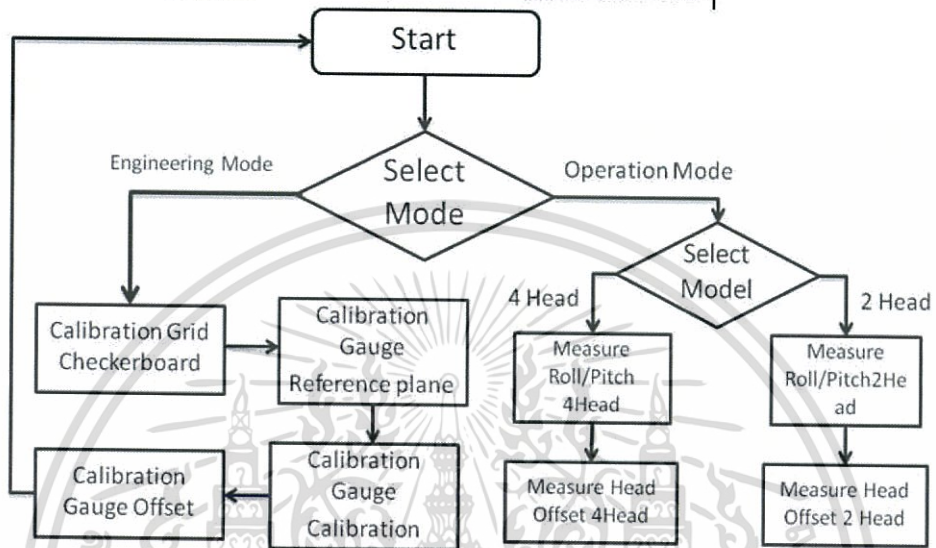 Start
Engineering Mode
Select
Mode
Operation Mode
Select
Model
4 Head
2 Head
Calibration Grid
Checkerboard
Calibration
Gauge
Reference plane
Measure
Roll/Pitch
4Head
Measure
Roll/Pitch2He
ad
Calibration
Gauge Offset
Calibration
Gauge
Calibration
Measure Head
Offset 4Head
Measure Head
Offset 2 Head